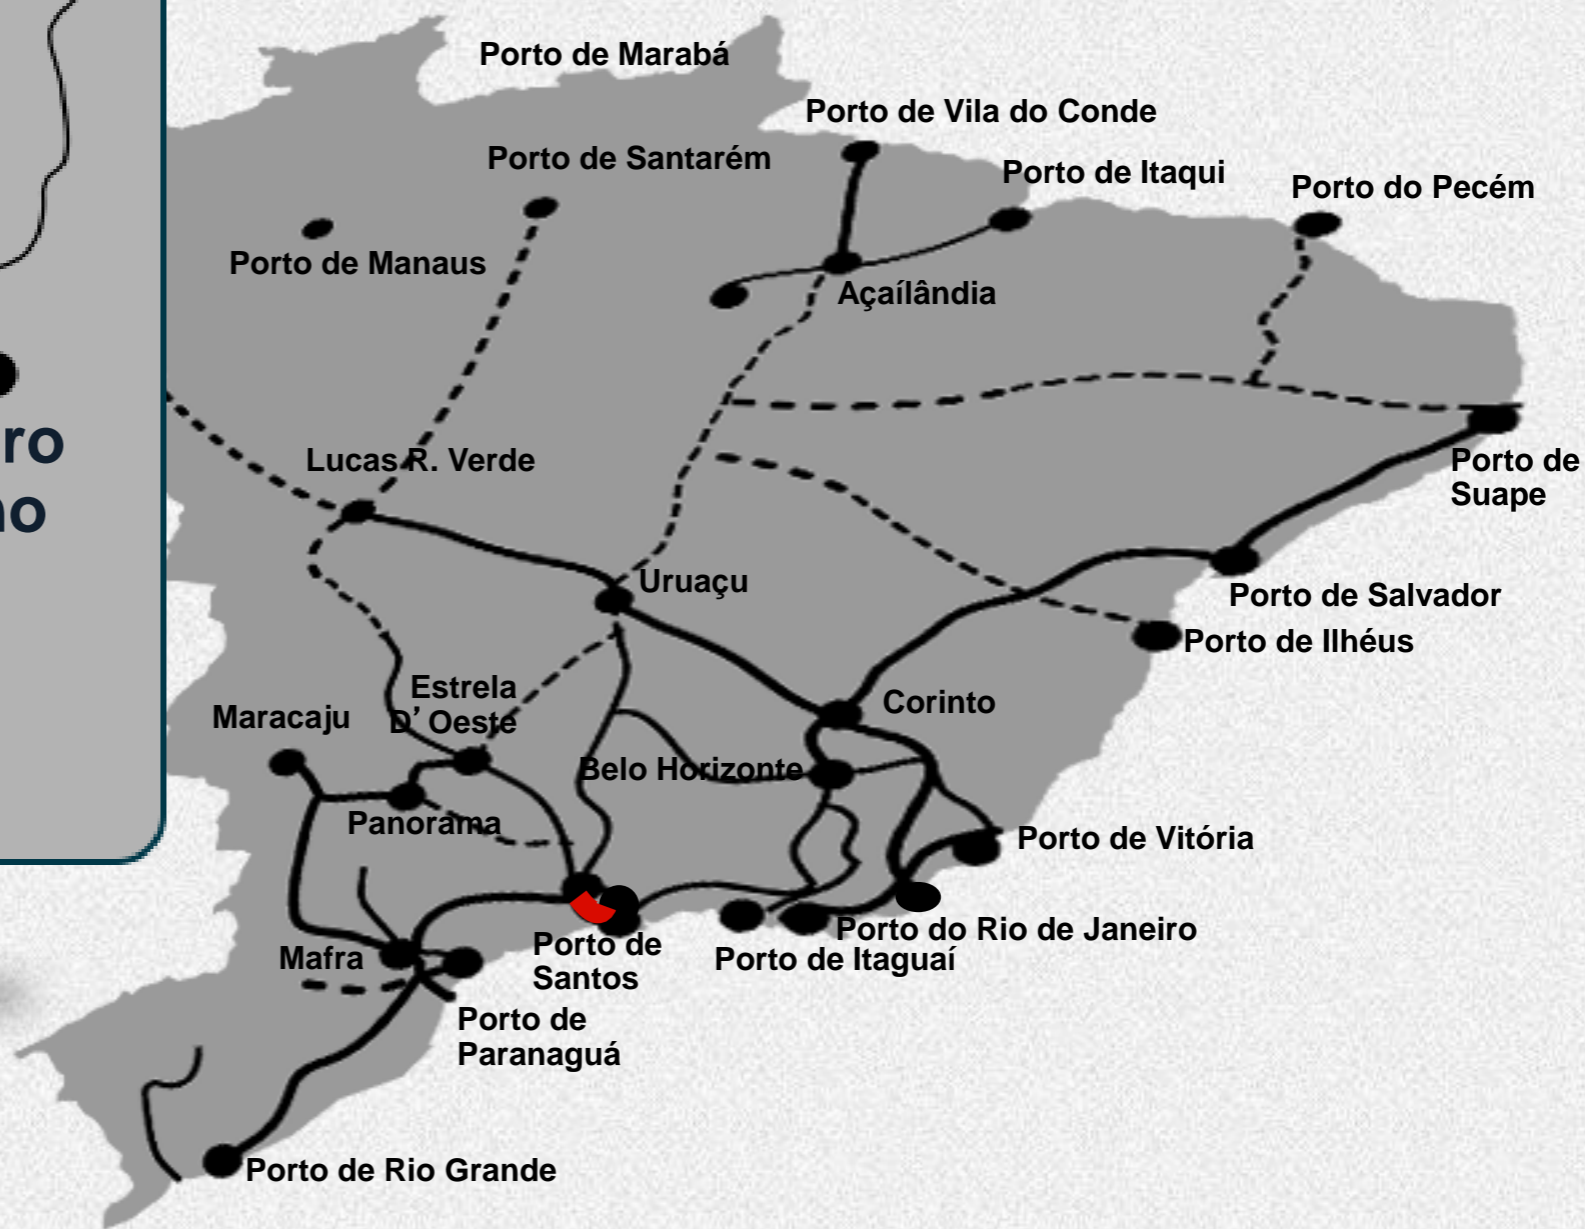 Porto de Marabá
Porto de Vila do Conde
Porto de Santarém
Porto de Itaqui
Porto do Pecém
Porto de Manaus
Açaílândia
ro
Lucas R. Verde
Porto de
Suape
Uruaçu
Porto de Salvador
Porto de Ilhéus
Estrela
D’ Oeste
Maracaju
Corinto
Belo Horizonte
Panorama
Porto de Vitória
Porto do Rio de Janeiro
Porto de Itaguaí
Porto de
Santos
Mafra
Porto de
Paranaguá
Porto de Rio Grande